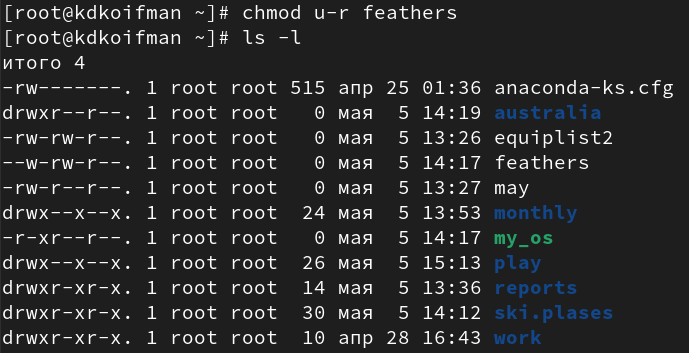 [root@kdkoifman ~]# chmod u-r feathers
[root@kdkoifman ~]# ls -l
итого 4
-rw-------. 1 root root 515 апр 25 01:36 anaconda-ks.cfg
drwxr--r--. 1 root root   0 мая  5 14:19 australia
-rw-rw-r--. 1 root root   0 мая  5 13:26 equiplist2
--w-rw-r--. 1 root root   0 мая  5 14:17 feathers
-rw-r--r--. 1 root root   0 мая  5 13:27 may
drwx--x--x. 1 root root  24 мая  5 13:53 monthly
-r-xr--r--. 1 root root   0 мая  5 14:17 my_os
drwx--x--x. 1 root root  26 мая  5 15:13 play
drwxr-xr-x. 1 root root  14 мая  5 13:36 reports
drwxr-xr-x. 1 root root  30 мая  5 14:12 ski.plases
drwxr-xr-x. 1 root root  10 апр 28 16:43 work